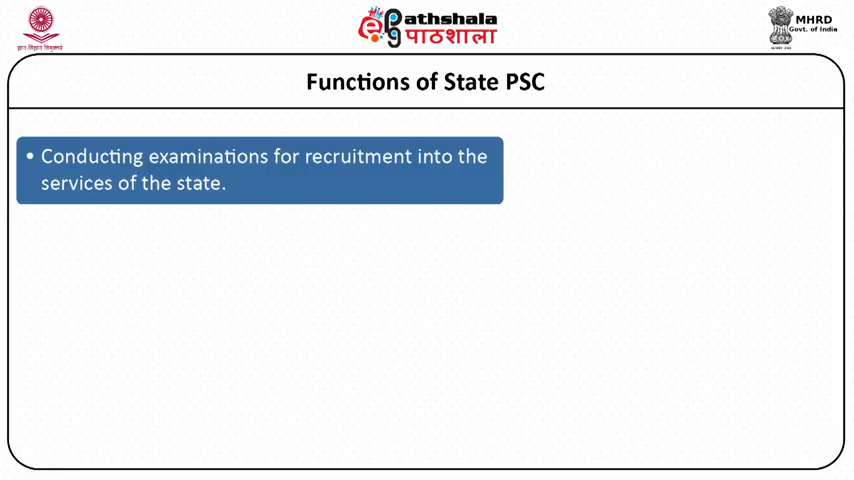 ज्ञान-विज्ञान विमुक्तये
ePathshala
पाठशाला
MHRD
Govt. of India
Functions of State PSC
• Conducting examinations for recruitment into the
services of the state.